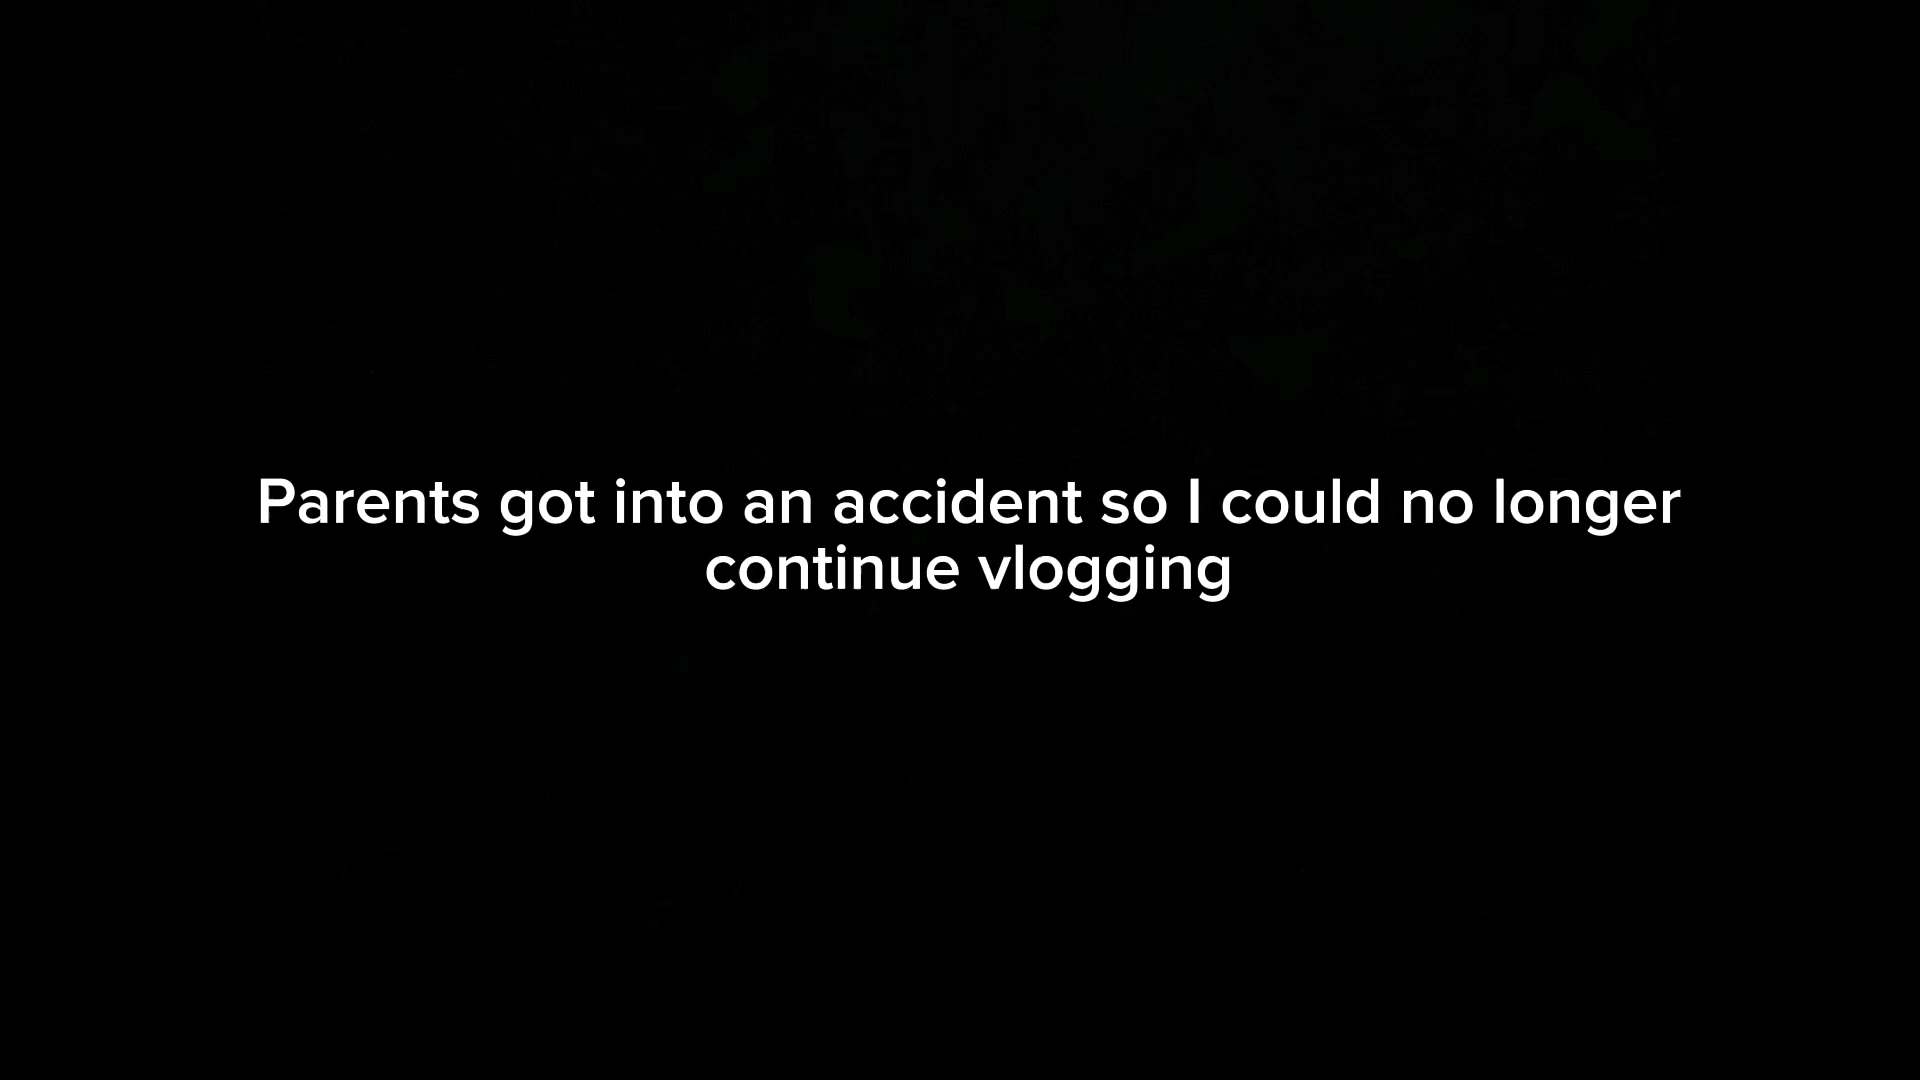 Parents got into an accident so I could no longer
continue vlogging